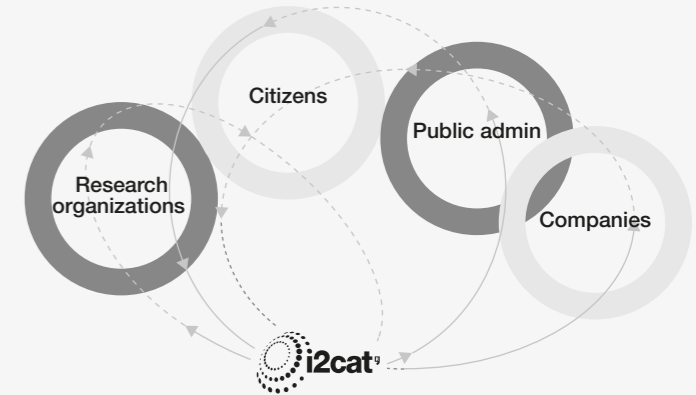 Citizens
Public admin
Research
organizations
Companies
i2cat